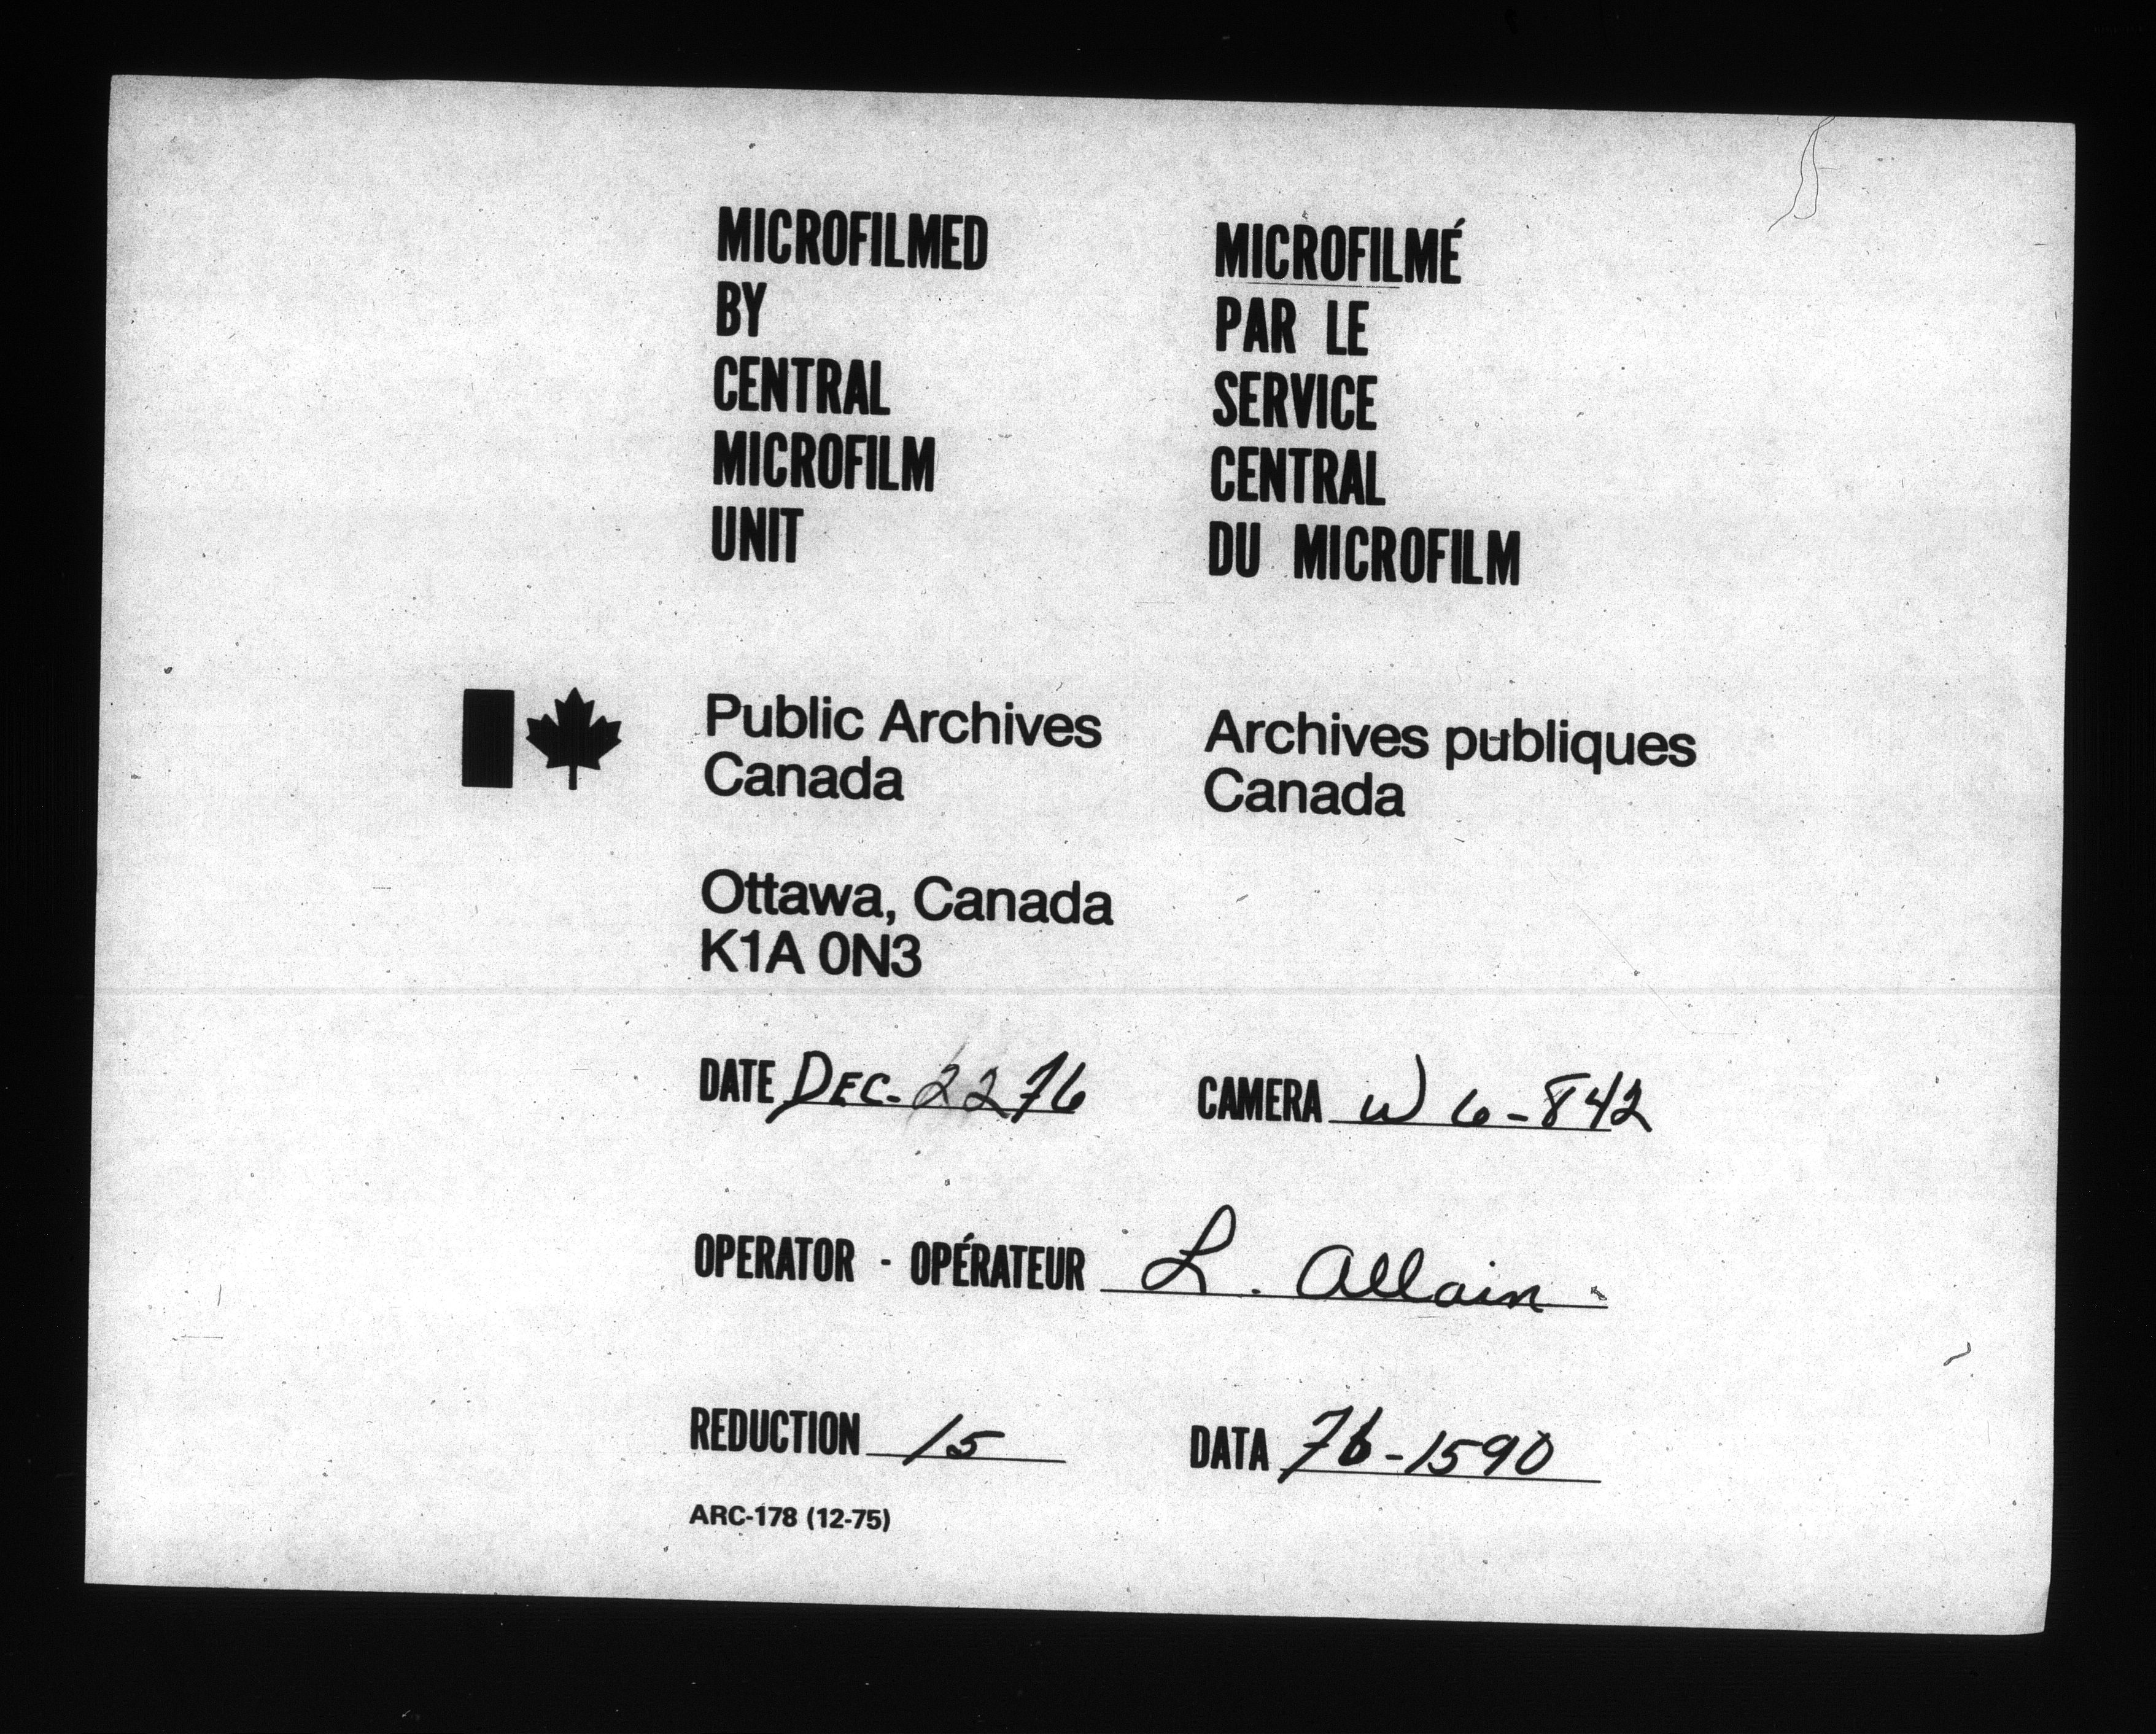 MICROFILMED
BY
CENTRAL
MICROFILM
UNIT
MICROFILMÉ
PAR LE
SERVICE
CENTRAL
DU MICROFILM
Public Archives
Canada
Archives publiques
Canada
Ottawa, Canada
K1A 0N3
DATE DEC. 22 76
CAMERA W 6-842
OPERATOR - OPÉRATEUR L. Allain
REDUCTION 15
DATA 76-1590
ARC-178 (12-75)